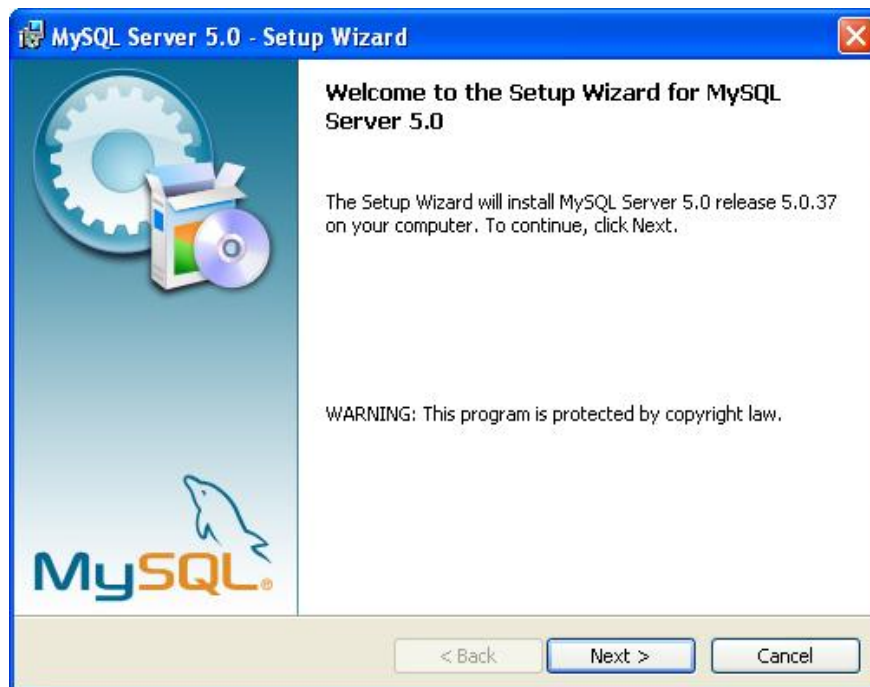 MySQL Server 5.0 - Setup Wizard
Welcome to the Setup Wizard for MySQL
Server 5.0
The Setup Wizard will install MySQL Server 5.0 release 5.0.37
on your computer. To continue, click Next.
WARNING: This program is protected by copyright law.
MySQL®
< Back
Next >
Cancel